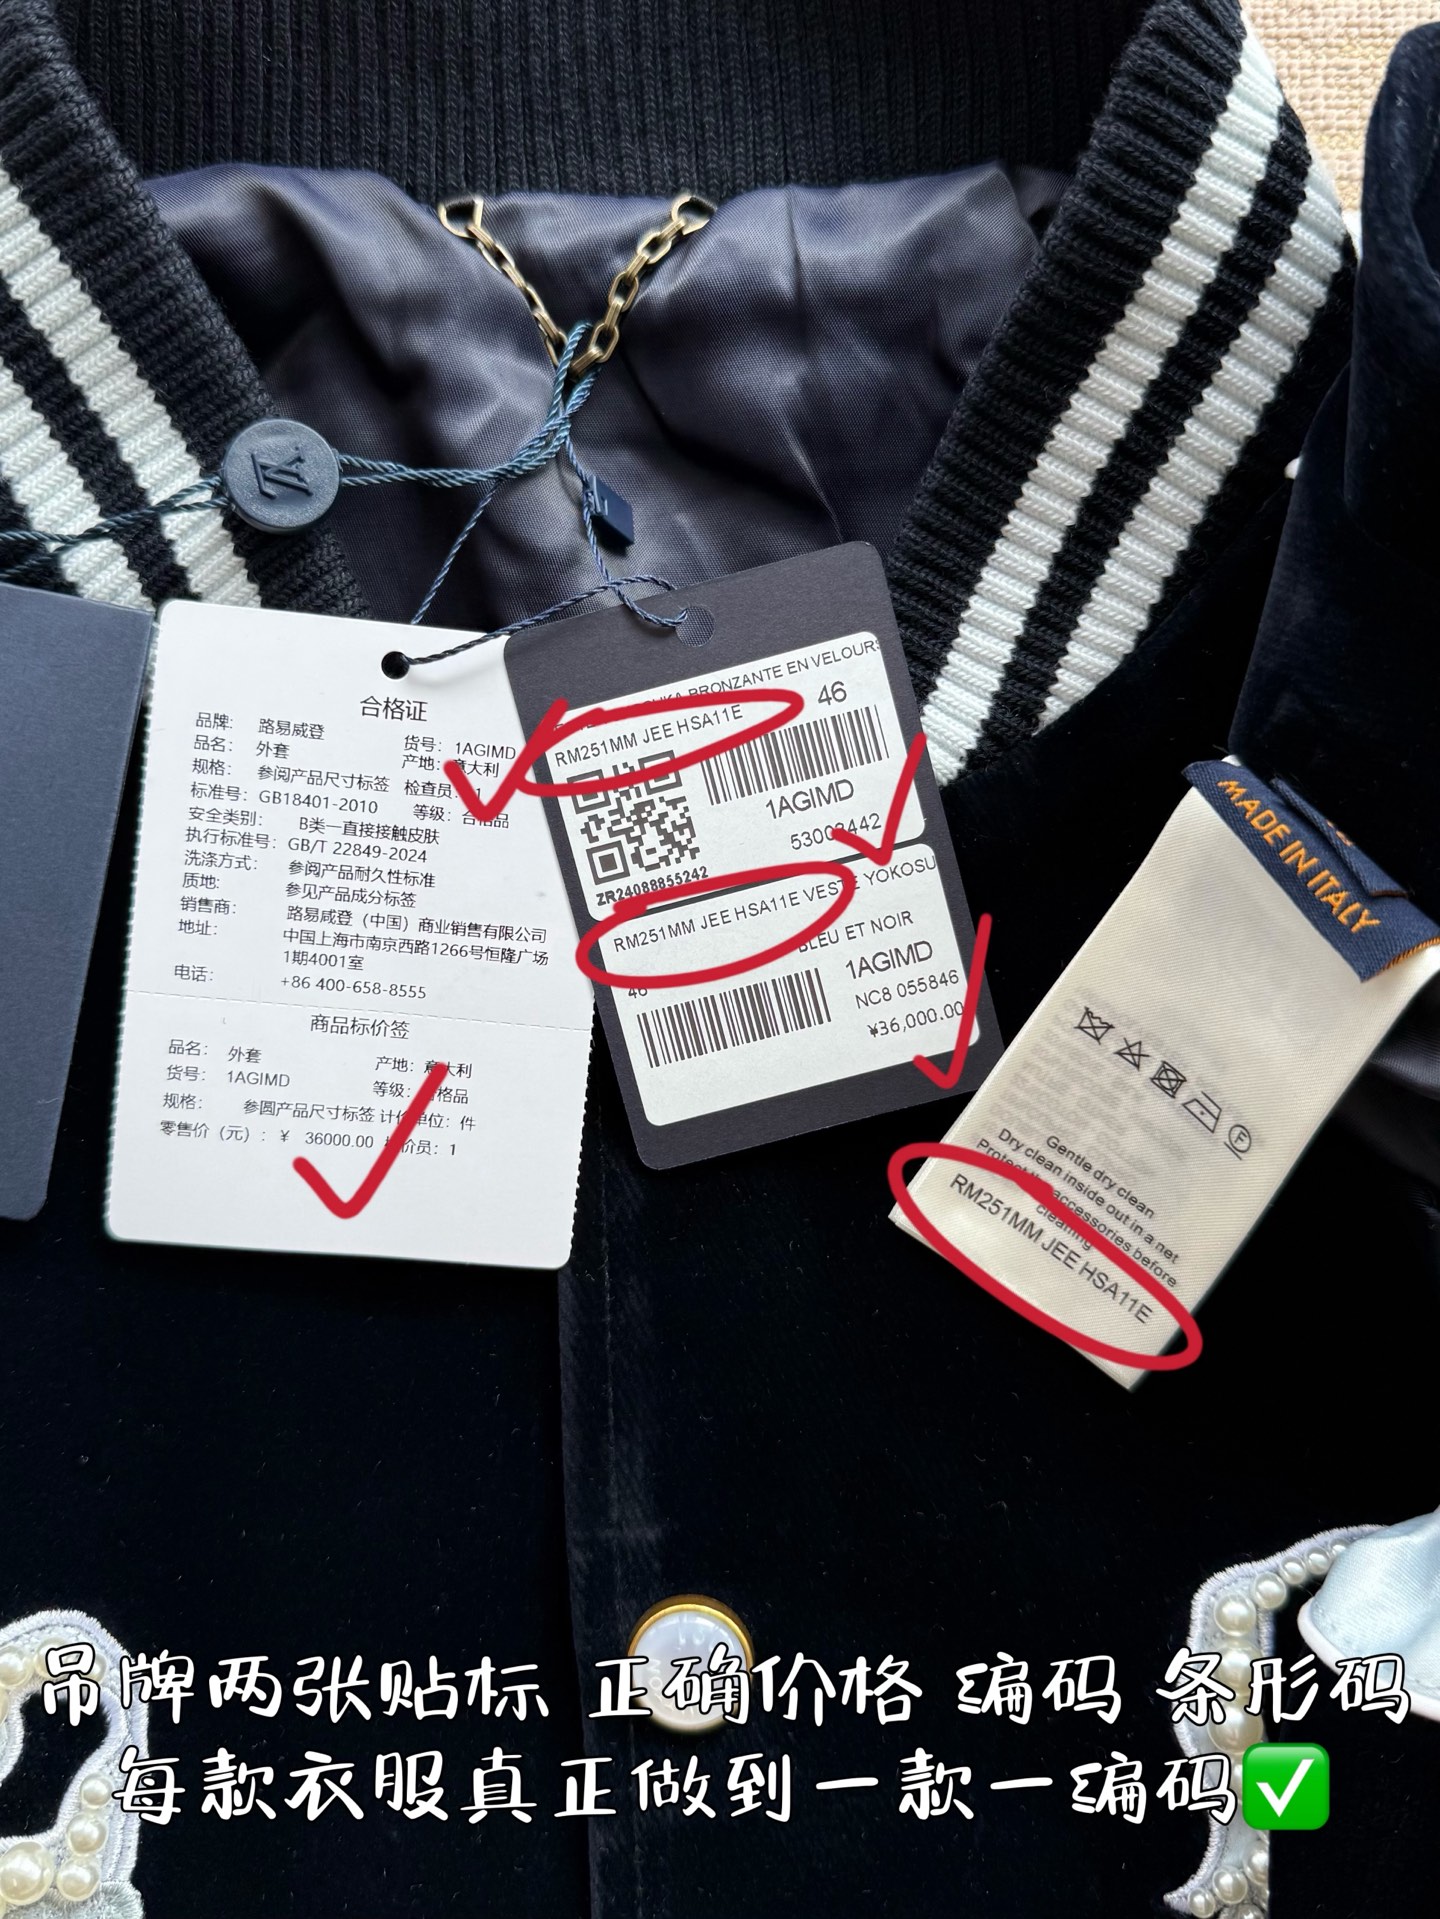 合格证
品牌: 路易威登
品名: 外套
货号: 1AGIMD
产地: 意大利
规格: 参阅产品尺寸标签 检查员: 1
标准号: GB18401-2010 等级: 合格品
安全类别: B类一直接接触皮肤
执行标准号: GB/T 22849-2024
洗涤方式: 参阅产品耐久性标准
质地: 参见产品成分标签
销售商: 路易威登（中国）商业销售有限公司
地址: 中国上海市南京西路1266号恒隆广场
1期4001室
电话: +86 400-658-8555
商品标价签
品名: 外套
产地: 意大利
货号: 1AGIMD
等级: 合格品
规格: 参圆产品尺寸标签 计价单位: 件
零售价（元）: ¥ 36000.00 员: 1
BRONZANTE EN VELOURS
RM251MM JEE HSA11E 46
1AGIMD
ZR24088855242
RM251MM JEE HSA11E VESTE YOKOSU
BLEU ET NOIR
46
1AGIMD
NC8 055846
¥36,000.00
MADE IN ITALY
Gentle dry clean
Dry clean inside out in a net
Protect accessories before
cleaning
RM251MM JEE HSA11E
吊牌两张贴标 正确价格 编码 条形码
每款衣服真正做到一款一编码✅